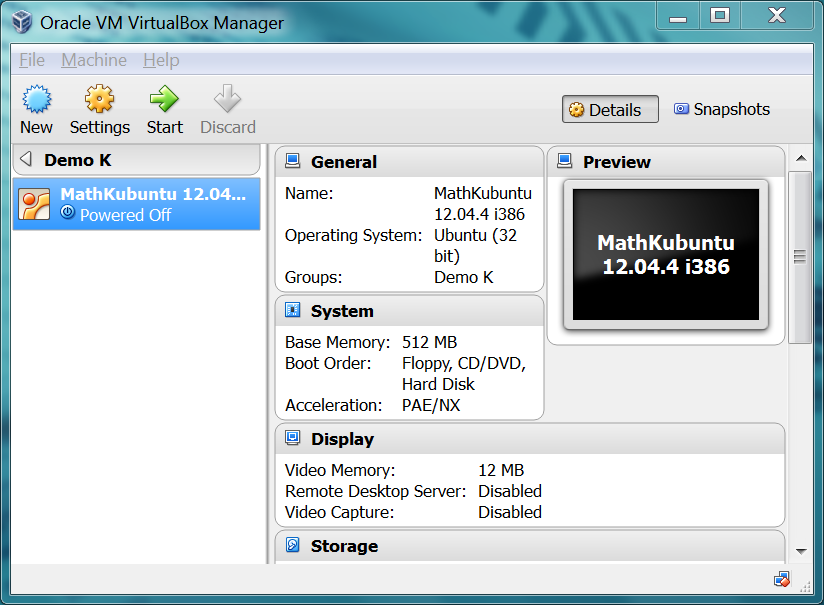 Oracle VM VirtualBox Manager
File Machine Help
New Settings Start Discard
Details Snapshots
Demo K
MathKubuntu 12.04...
Powered Off
General
Name: MathKubuntu
12.04.4 i386
Operating System: Ubuntu (32
bit)
Groups: Demo K
Preview
MathKubuntu
12.04.4 i386
System
Base Memory: 512 MB
Boot Order: Floppy, CD/DVD,
Hard Disk
Acceleration: PAE/NX
Display
Video Memory: 12 MB
Remote Desktop Server: Disabled
Video Capture: Disabled
Storage